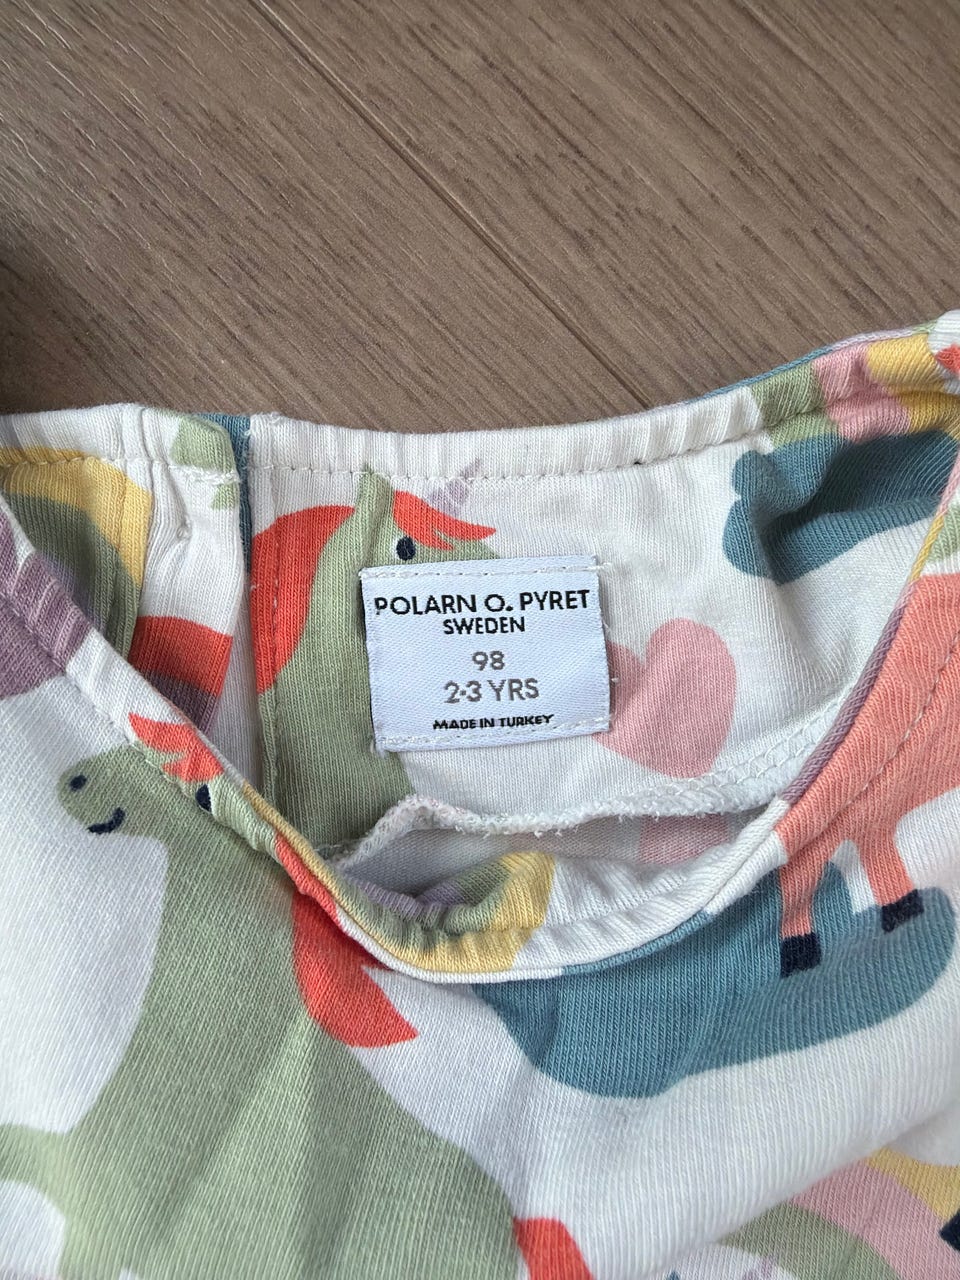 POLARN O. PYRET
SWEDEN
98
2-3 YRS
MADE IN TURKEY